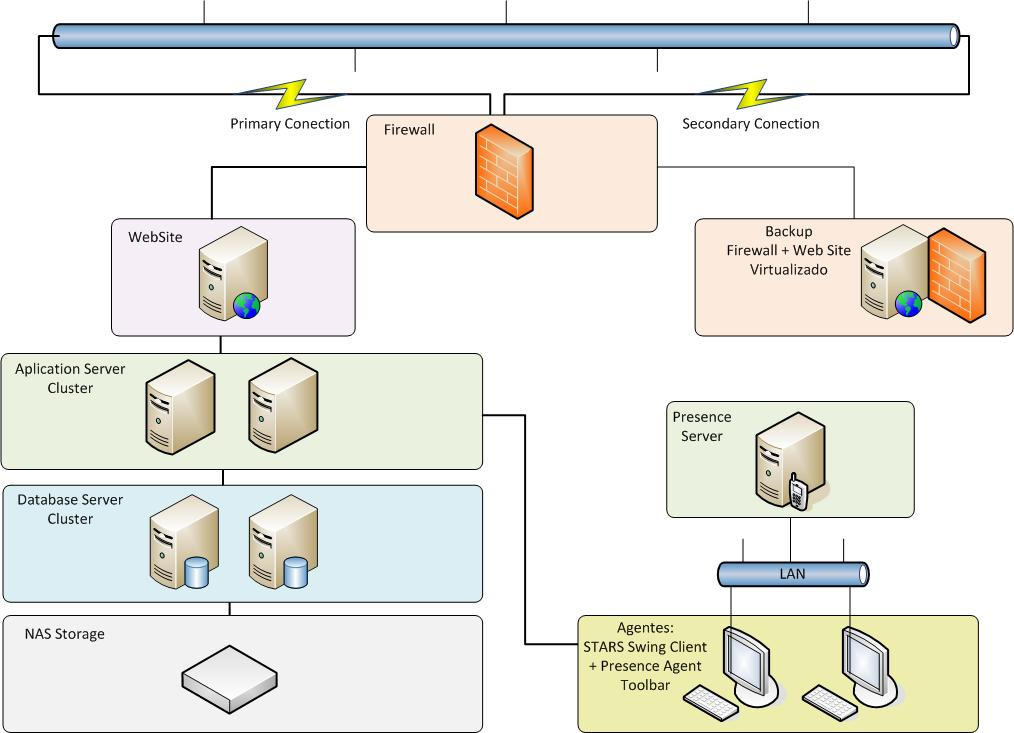 Primary Conection
Secondary Conection
Firewall
WebSite
Backup
Firewall + Web Site
Virtualizado
Aplication Server
Cluster
Presence
Server
Database Server
Cluster
LAN
NAS Storage
Agentes:
STARS Swing Client
+ Presence Agent
Toolbar